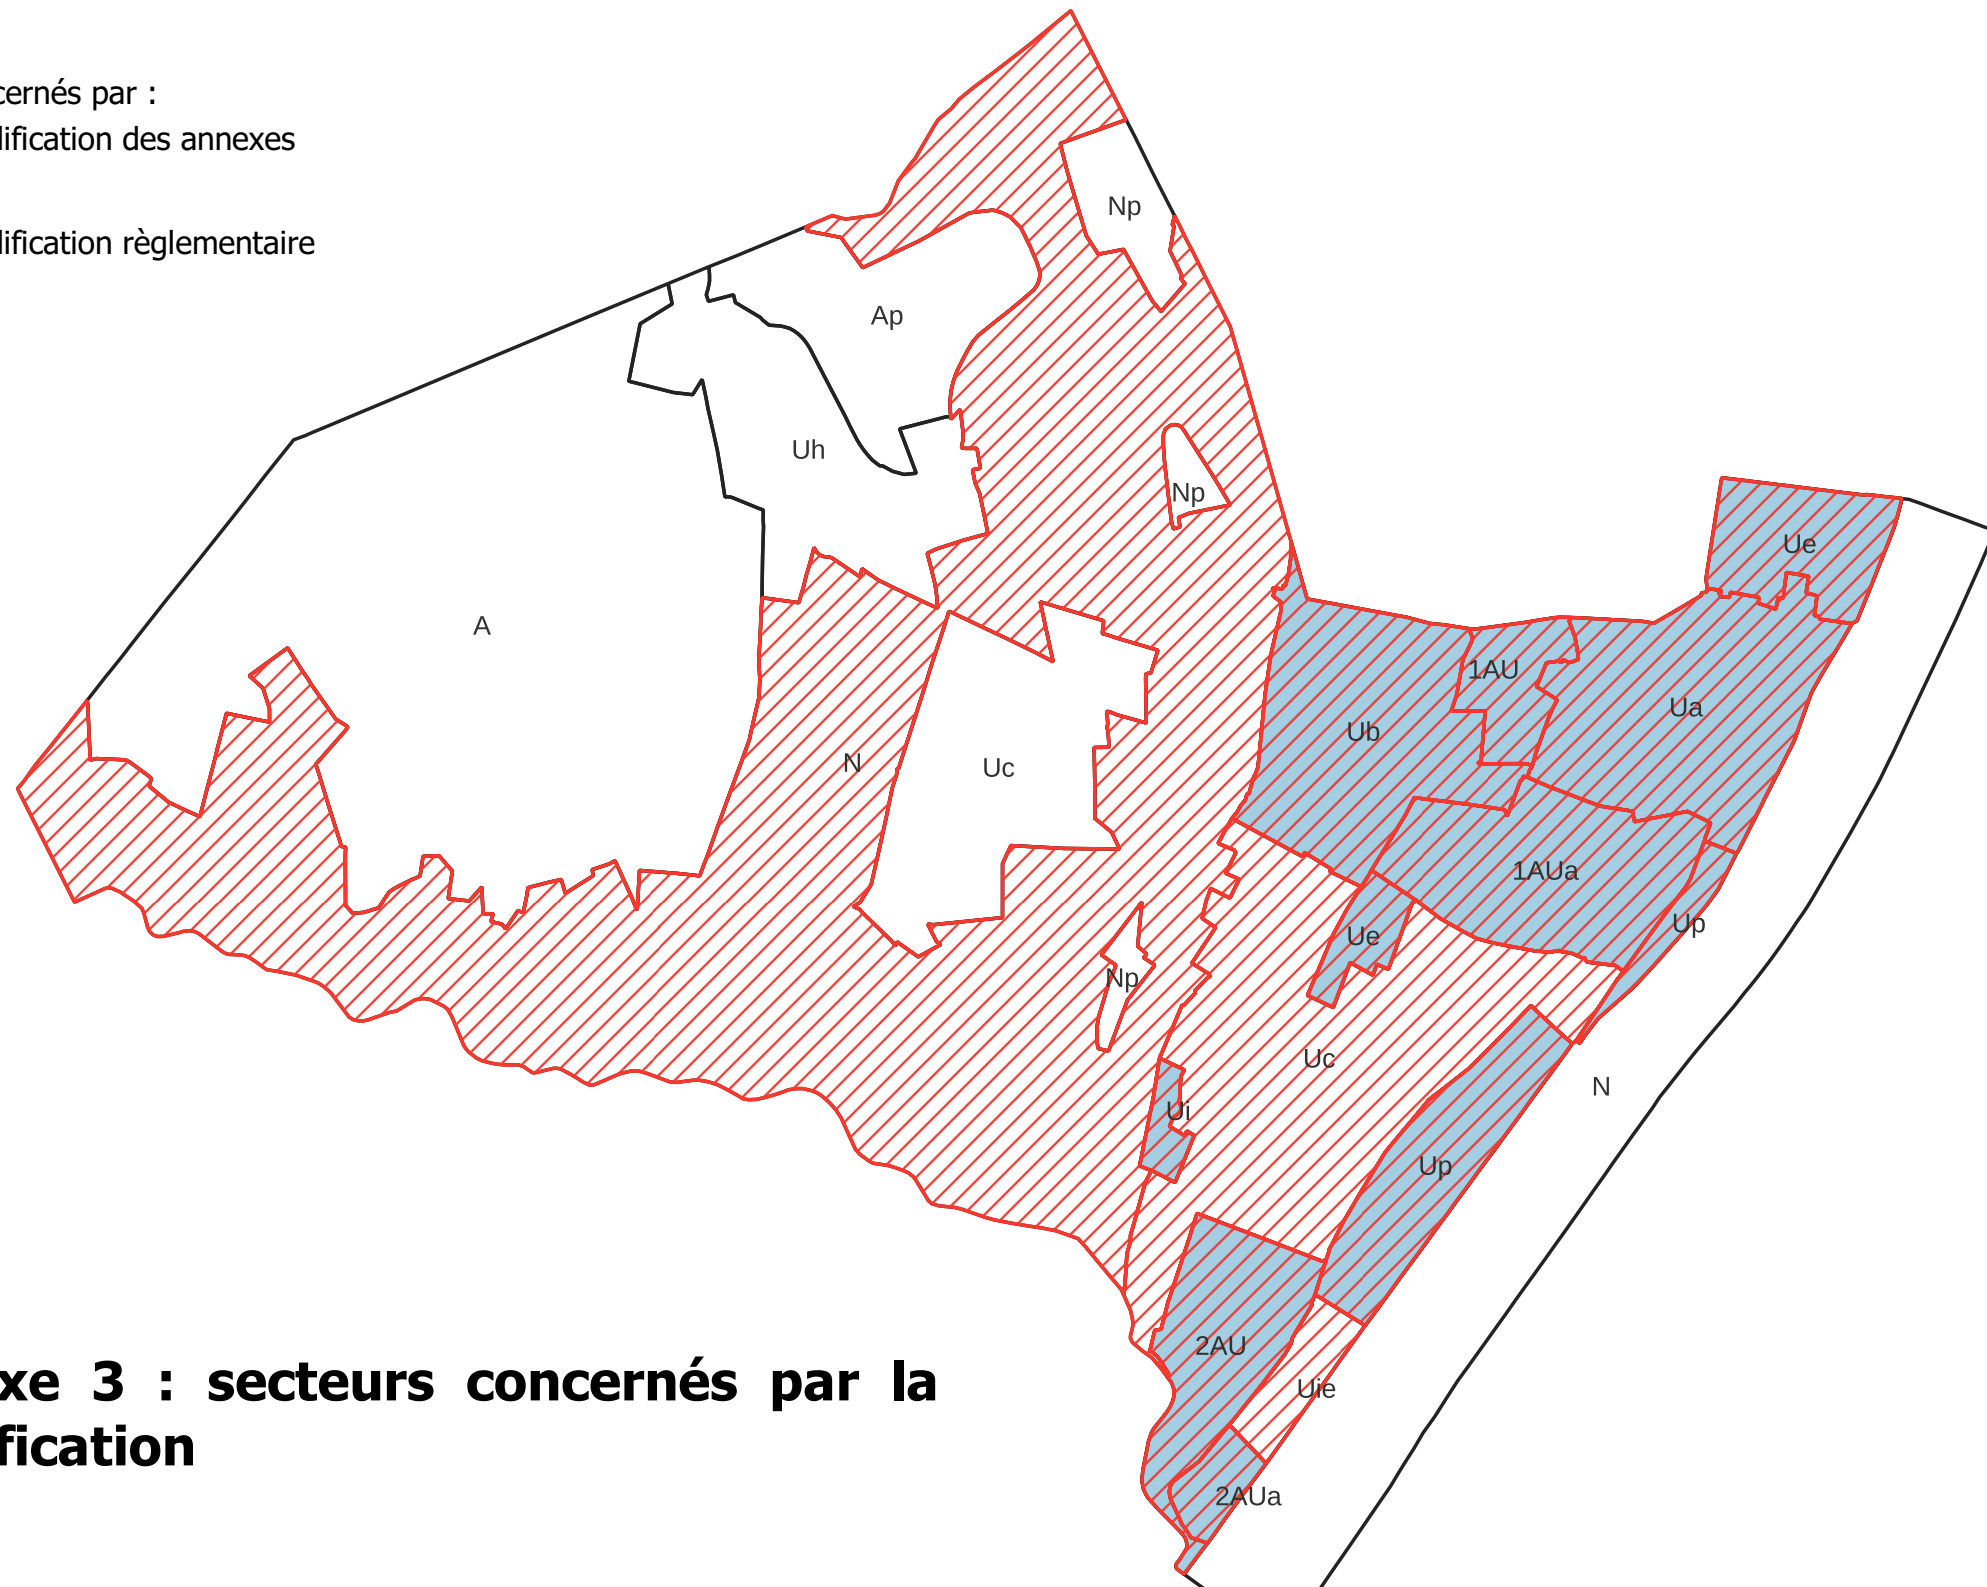 cernés par :
lification des annexes
lification règlementaire
Np
Ap
Uh
Np
Ue
A
1AU
Ua
Ub
N
Uc
1AUa
Up
Ue
Np
Uc
N
Ui
Up
2AU
Uie
2AUa
xe 3 : secteurs concernés par la
fication